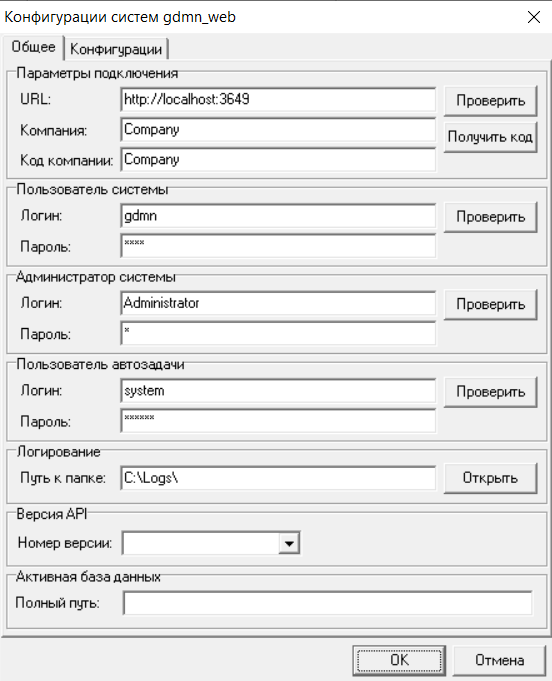 Конфигурации систем gdmn_web
Общее Конфигурации
Параметры подключения
URL: http://localhost:3649 Проверить
Компания: Company Получить код
Код компании: Company
Пользователь системы
Логин: gdmn Проверить
Пароль: ****
Администратор системы
Логин: Administrator Проверить
Пароль: *
Пользователь автозадачи
Логин: system Проверить
Пароль: ******
Логирование
Путь к папке: C:\Logs\ Открыть
Версия API
Номер версии:
Активная база данных
Полный путь:
OK Отмена